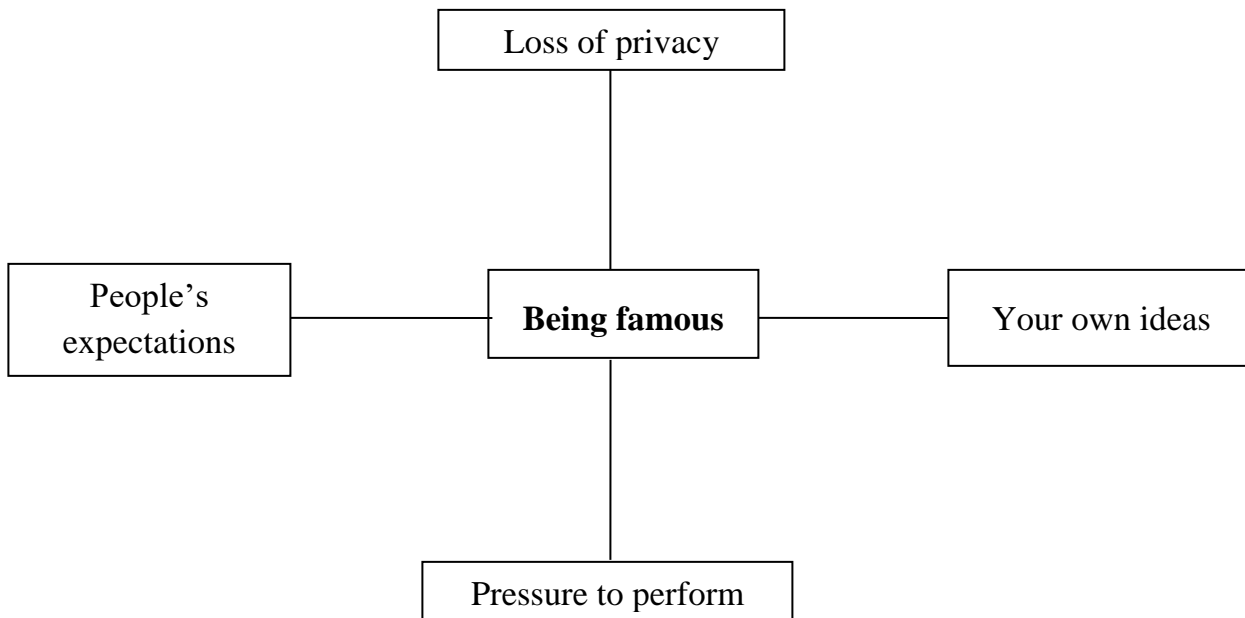 Loss of privacy
People’s
expectations
Being famous
Your own ideas
Pressure to perform